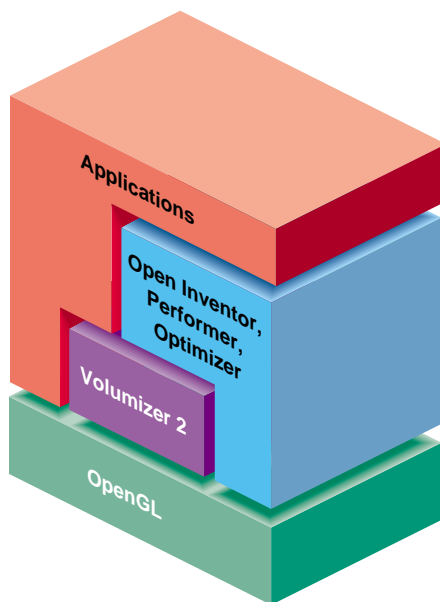 Applications
Open Inventor,
Performer,
Optimizer
Volumizer 2
OpenGL